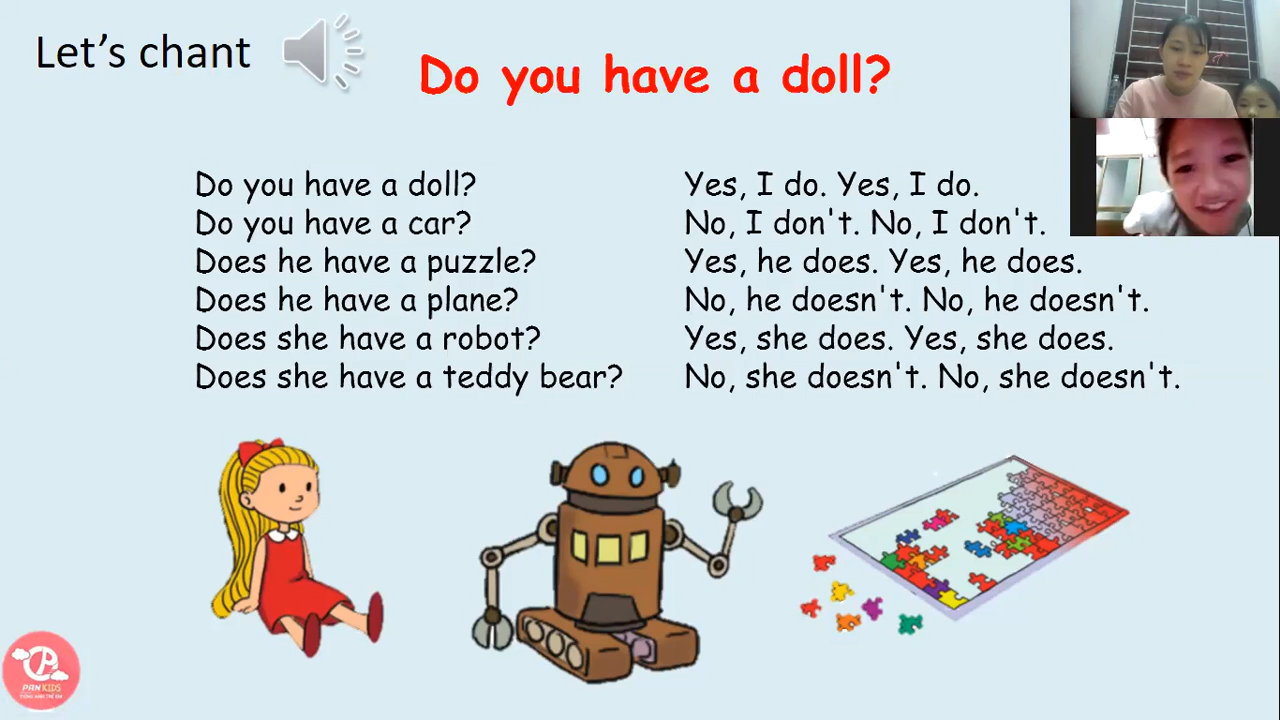 Let's chant
Do you have a doll?
Do you have a doll? Yes, I do. Yes, I do.
Do you have a car? No, I don't. No, I don't.
Does he have a puzzle? Yes, he does. Yes, he does.
Does he have a plane? No, he doesn't. No, he doesn't.
Does she have a robot? Yes, she does. Yes, she does.
Does she have a teddy bear? No, she doesn't. No, she doesn't.
PANKIDS
TIẾNG ANH TRẺ EM